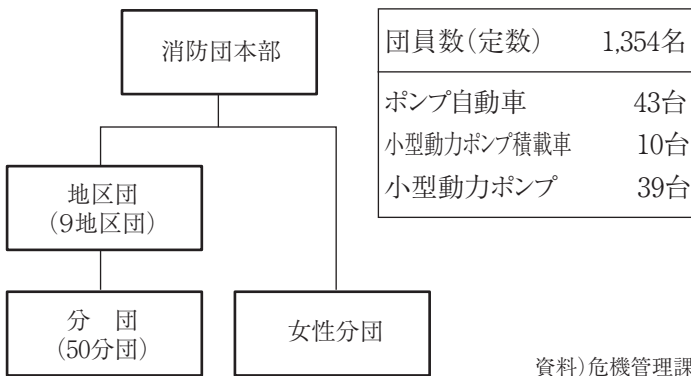 消防団本部
地区団
(9地区団)
分　団
(50分団)
女性分団
団員数(定数)　1,354名
ポンプ自動車　43台
小型動力ポンプ積載車　10台
小型動力ポンプ　39台
資料)危機管理課